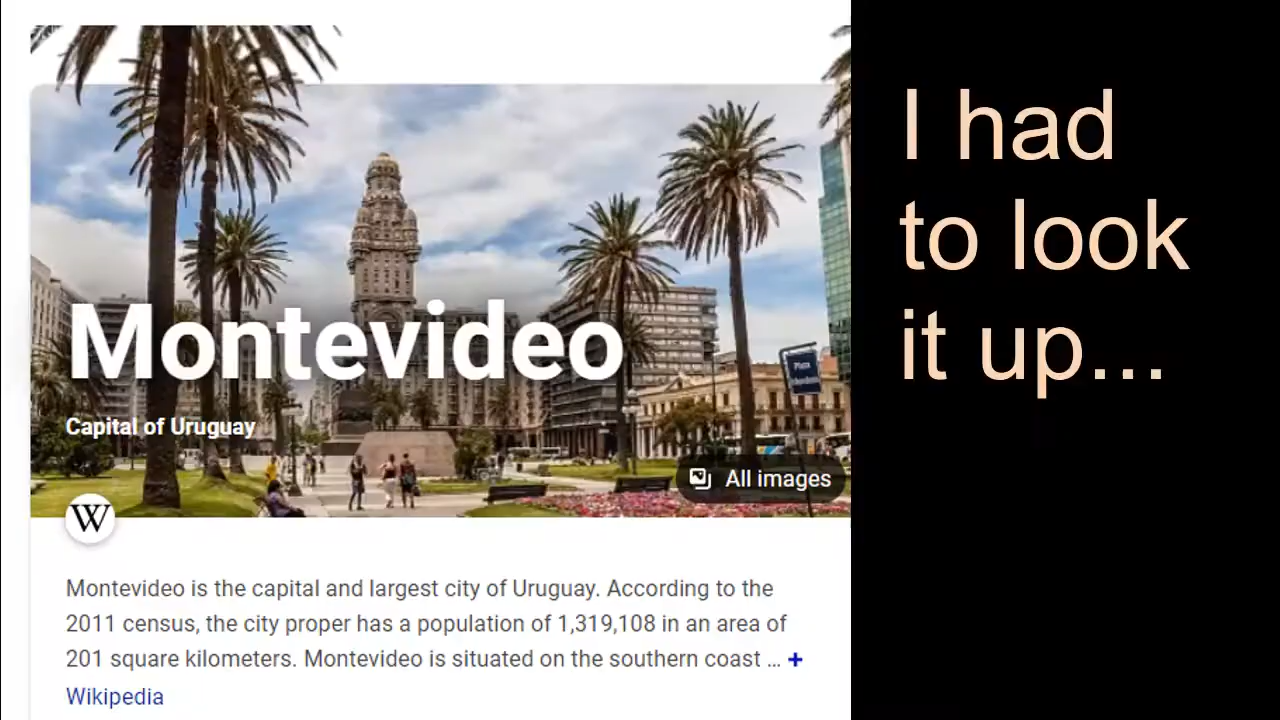 Montevideo
Capital of Uruguay
Plaza
All images
W
Montevideo is the capital and largest city of Uruguay. According to the
2011 census, the city proper has a population of 1,319,108 in an area of
201 square kilometers. Montevideo is situated on the southern coast ... +
Wikipedia
I had
to look
it up...